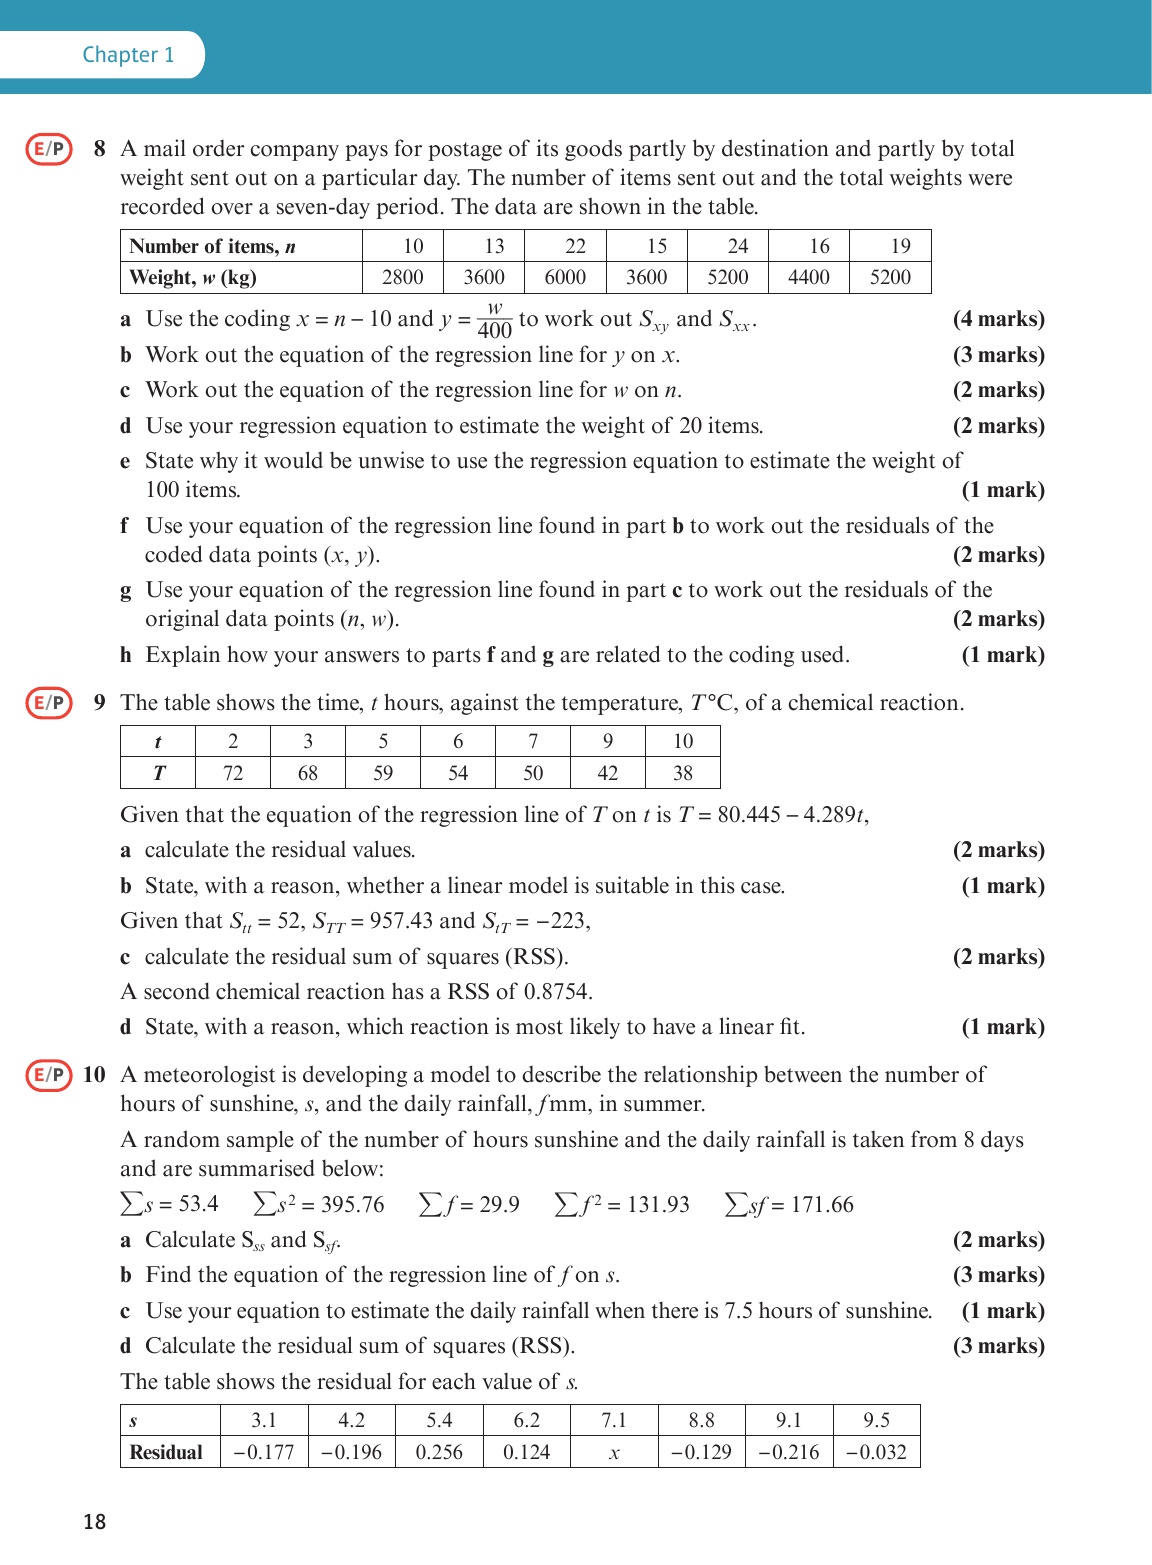 Chapter 1
E/P 8 A mail order company pays for postage of its goods partly by destination and partly by total
weight sent out on a particular day. The number of items sent out and the total weights were
recorded over a seven-day period. The data are shown in the table.
Number of items, n 10 13 22 15 24 16 19
Weight, w (kg) 2800 3600 6000 3600 5200 4400 5200
a Use the coding x = n − 10 and y = w/400 to work out Sxy and Sxx. (4 marks)
b Work out the equation of the regression line for y on x. (3 marks)
c Work out the equation of the regression line for w on n. (2 marks)
d Use your regression equation to estimate the weight of 20 items. (2 marks)
e State why it would be unwise to use the regression equation to estimate the weight of
100 items. (1 mark)
f Use your equation of the regression line found in part b to work out the residuals of the
coded data points (x, y). (2 marks)
g Use your equation of the regression line found in part c to work out the residuals of the
original data points (n, w). (2 marks)
h Explain how your answers to parts f and g are related to the coding used. (1 mark)
E/P 9 The table shows the time, t hours, against the temperature, T °C, of a chemical reaction.
t 2 3 5 6 7 9 10
T 72 68 59 54 50 42 38
Given that the equation of the regression line of T on t is T = 80.445 − 4.289t,
a calculate the residual values. (2 marks)
b State, with a reason, whether a linear model is suitable in this case. (1 mark)
Given that Stt = 52, STT = 957.43 and StT = −223,
c calculate the residual sum of squares (RSS). (2 marks)
A second chemical reaction has a RSS of 0.8754.
d State, with a reason, which reaction is most likely to have a linear fit. (1 mark)
E/P 10 A meteorologist is developing a model to describe the relationship between the number of
hours of sunshine, s, and the daily rainfall, f mm, in summer.
A random sample of the number of hours sunshine and the daily rainfall is taken from 8 days
and are summarised below:
∑s = 53.4 ∑s² = 395.76 ∑f = 29.9 ∑f² = 131.93 ∑sf = 171.66
a Calculate Sss and Ssf. (2 marks)
b Find the equation of the regression line of f on s. (3 marks)
c Use your equation to estimate the daily rainfall when there is 7.5 hours of sunshine. (1 mark)
d Calculate the residual sum of squares (RSS). (3 marks)
The table shows the residual for each value of s.
s 3.1 4.2 5.4 6.2 7.1 8.8 9.1 9.5
Residual −0.177 −0.196 0.256 0.124 x −0.129 −0.216 −0.032
18